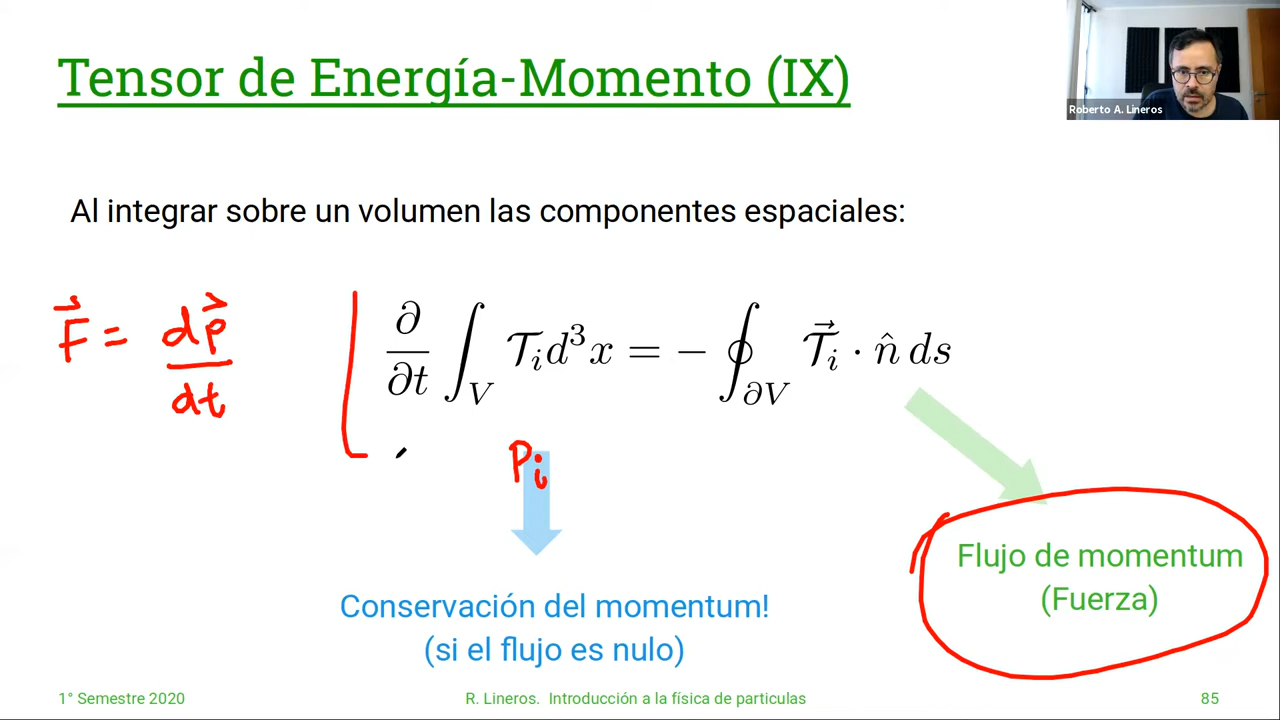 Tensor de Energía-Momento (IX)
Roberto A. Lineros
Al integrar sobre un volumen las componentes espaciales:
F⃗ = dp⃗/dt
∂/∂t ∫_V 𝒯_i d³x = − ∮_∂V 𝒯⃗_i · n̂ ds
P_i
Flujo de momentum
(Fuerza)
Conservación del momentum!
(si el flujo es nulo)
1° Semestre 2020
R. Lineros. Introducción a la física de particulas
85